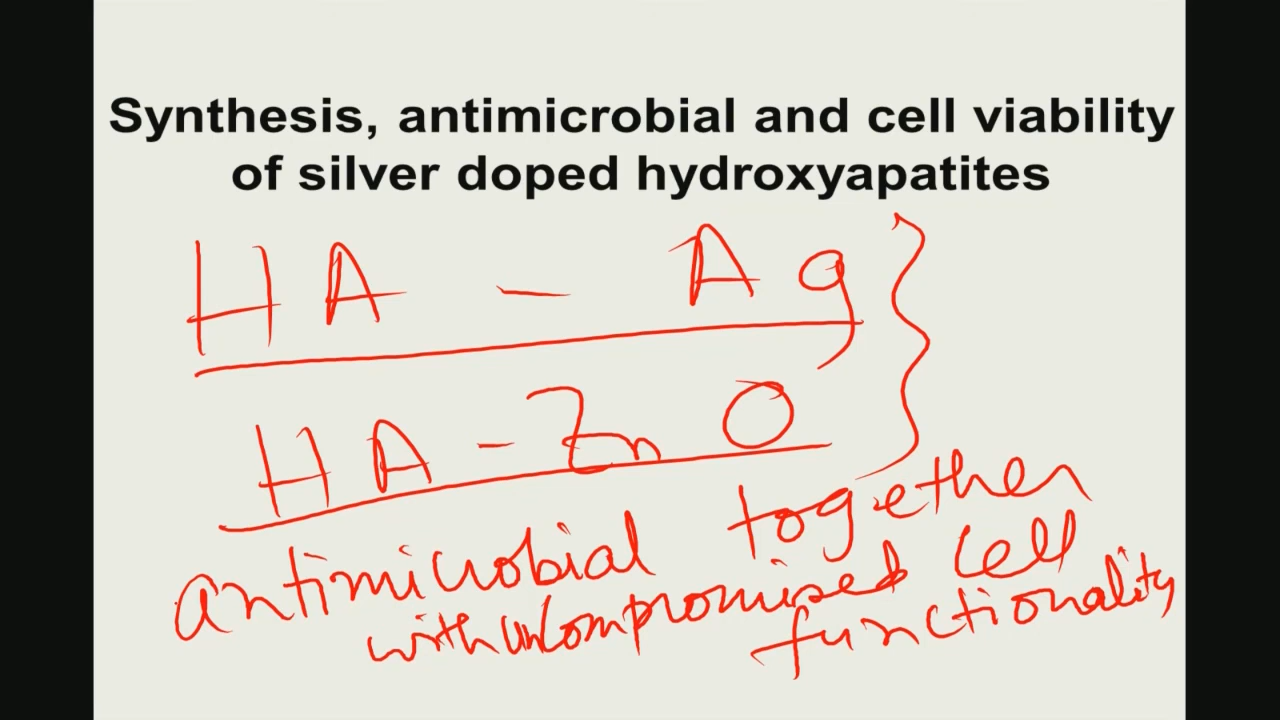 Synthesis, antimicrobial and cell viability
of silver doped hydroxyapatites
HA - Ag
HA - ZnO
antimicrobial together
with uncompromised cell
functionality